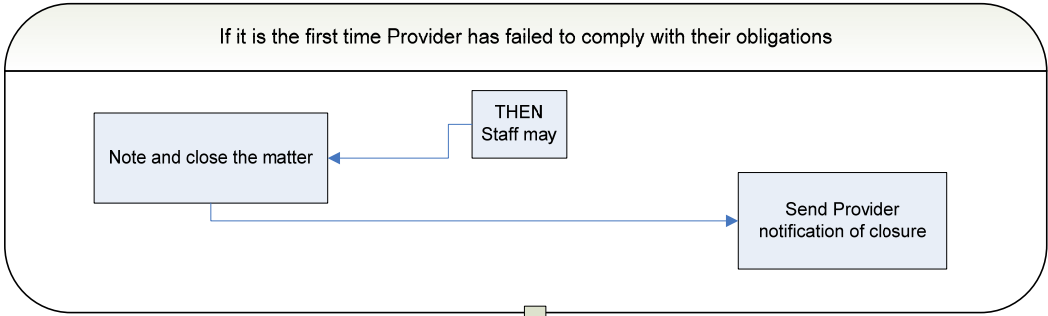 If it is the first time Provider has failed to comply with their obligations
THEN
Staff may
Note and close the matter
Send Provider
notification of closure